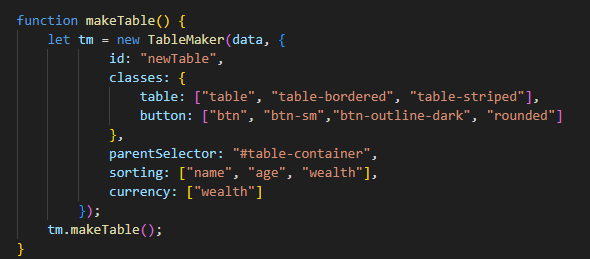 function makeTable() {
let tm = new TableMaker(data, {
id: "newTable",
classes: {
table: ["table", "table-bordered", "table-striped"],
button: ["btn", "btn-sm","btn-outline-dark", "rounded"]
},
parentSelector: "#table-container",
sorting: ["name", "age", "wealth"],
currency: ["wealth"]
});
tm.makeTable();
}